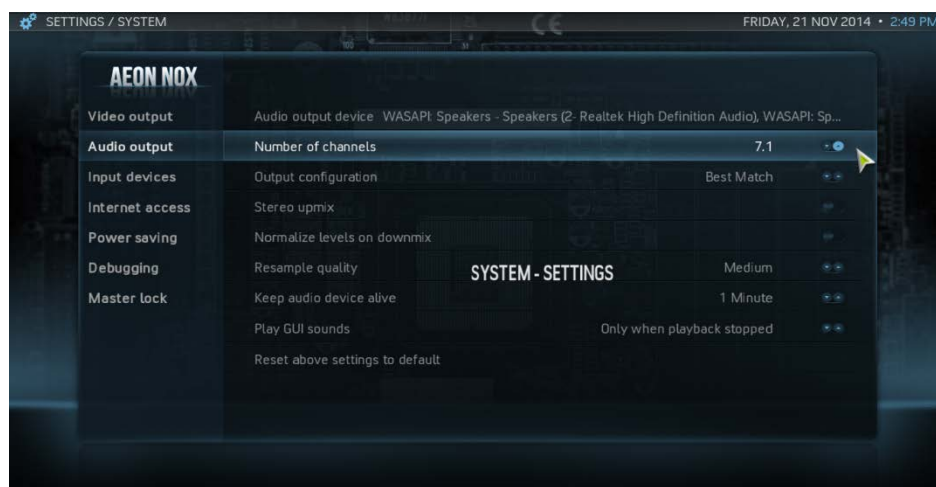 SETTINGS / SYSTEM
FRIDAY, 21 NOV 2014 • 2:49 PM
CE
100
AEON NOX
Video output
Audio output
Input devices
Internet access
Power saving
Debugging
Master lock
Audio output device WASAPI: Speakers - Speakers (2- Realtek High Definition Audio), WASAPI: Sp...
Number of channels 7.1
Output configuration Best Match
Stereo upmix
Normalize levels on downmix
Resample quality Medium
SYSTEM - SETTINGS
Keep audio device alive 1 Minute
Play GUI sounds Only when playback stopped
Reset above settings to default